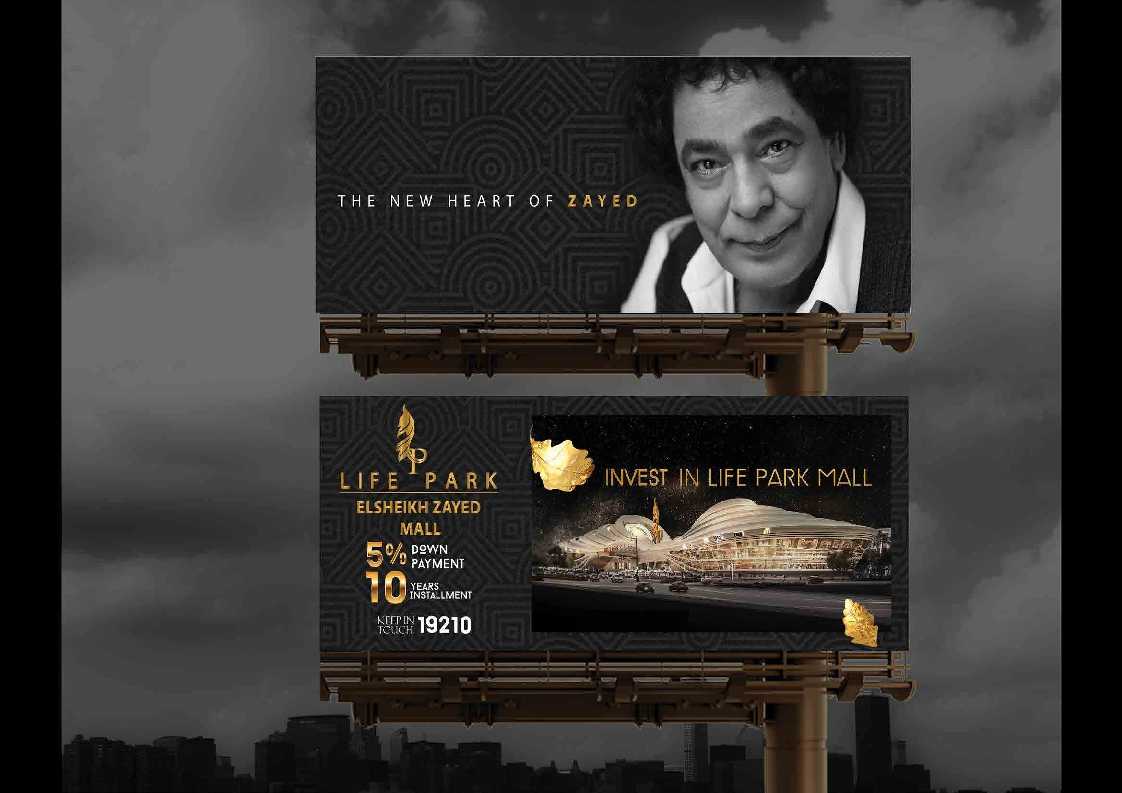 THE NEW HEART OF ZAYED
LP
LIFE PARK
ELSHEIKH ZAYED
MALL
5% DOWN
PAYMENT
10 YEARS
INSTALLMENT
KEEP IN
TOUCH 19210
INVEST IN LIFE PARK MALL